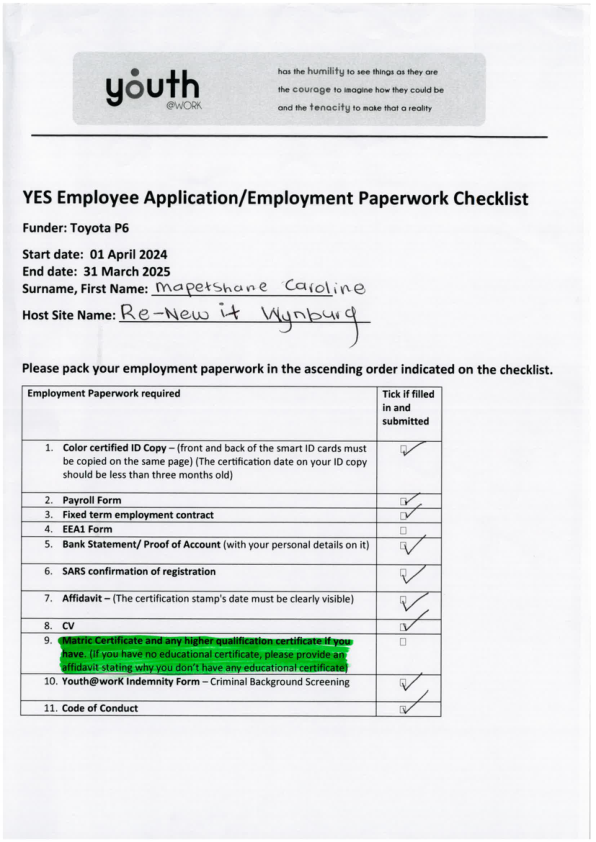 youth
@WORK
has the humility to see things as they are
the courage to imagine how they could be
and the tenacity to make that a reality
YES Employee Application/Employment Paperwork Checklist
Funder: Toyota P6
Start date: 01 April 2024
End date: 31 March 2025
Surname, First Name: Mapetshane Caroline
Host Site Name: Re-New it Wynburg
Please pack your employment paperwork in the ascending order indicated on the checklist.
Employment Paperwork required
Tick if filled
in and
submitted
1. Color certified ID Copy – (front and back of the smart ID cards must
be copied on the same page) (The certification date on your ID copy
should be less than three months old)
2. Payroll Form
3. Fixed term employment contract
4. EEA1 Form
5. Bank Statement/ Proof of Account (with your personal details on it)
6. SARS confirmation of registration
7. Affidavit – (The certification stamp's date must be clearly visible)
8. CV
9. Matric Certificate and any higher qualification certificate if you
have. (If you have no educational certificate, please provide an
affidavit stating why you don't have any educational certificate)
10. Youth@worK Indemnity Form – Criminal Background Screening
11. Code of Conduct